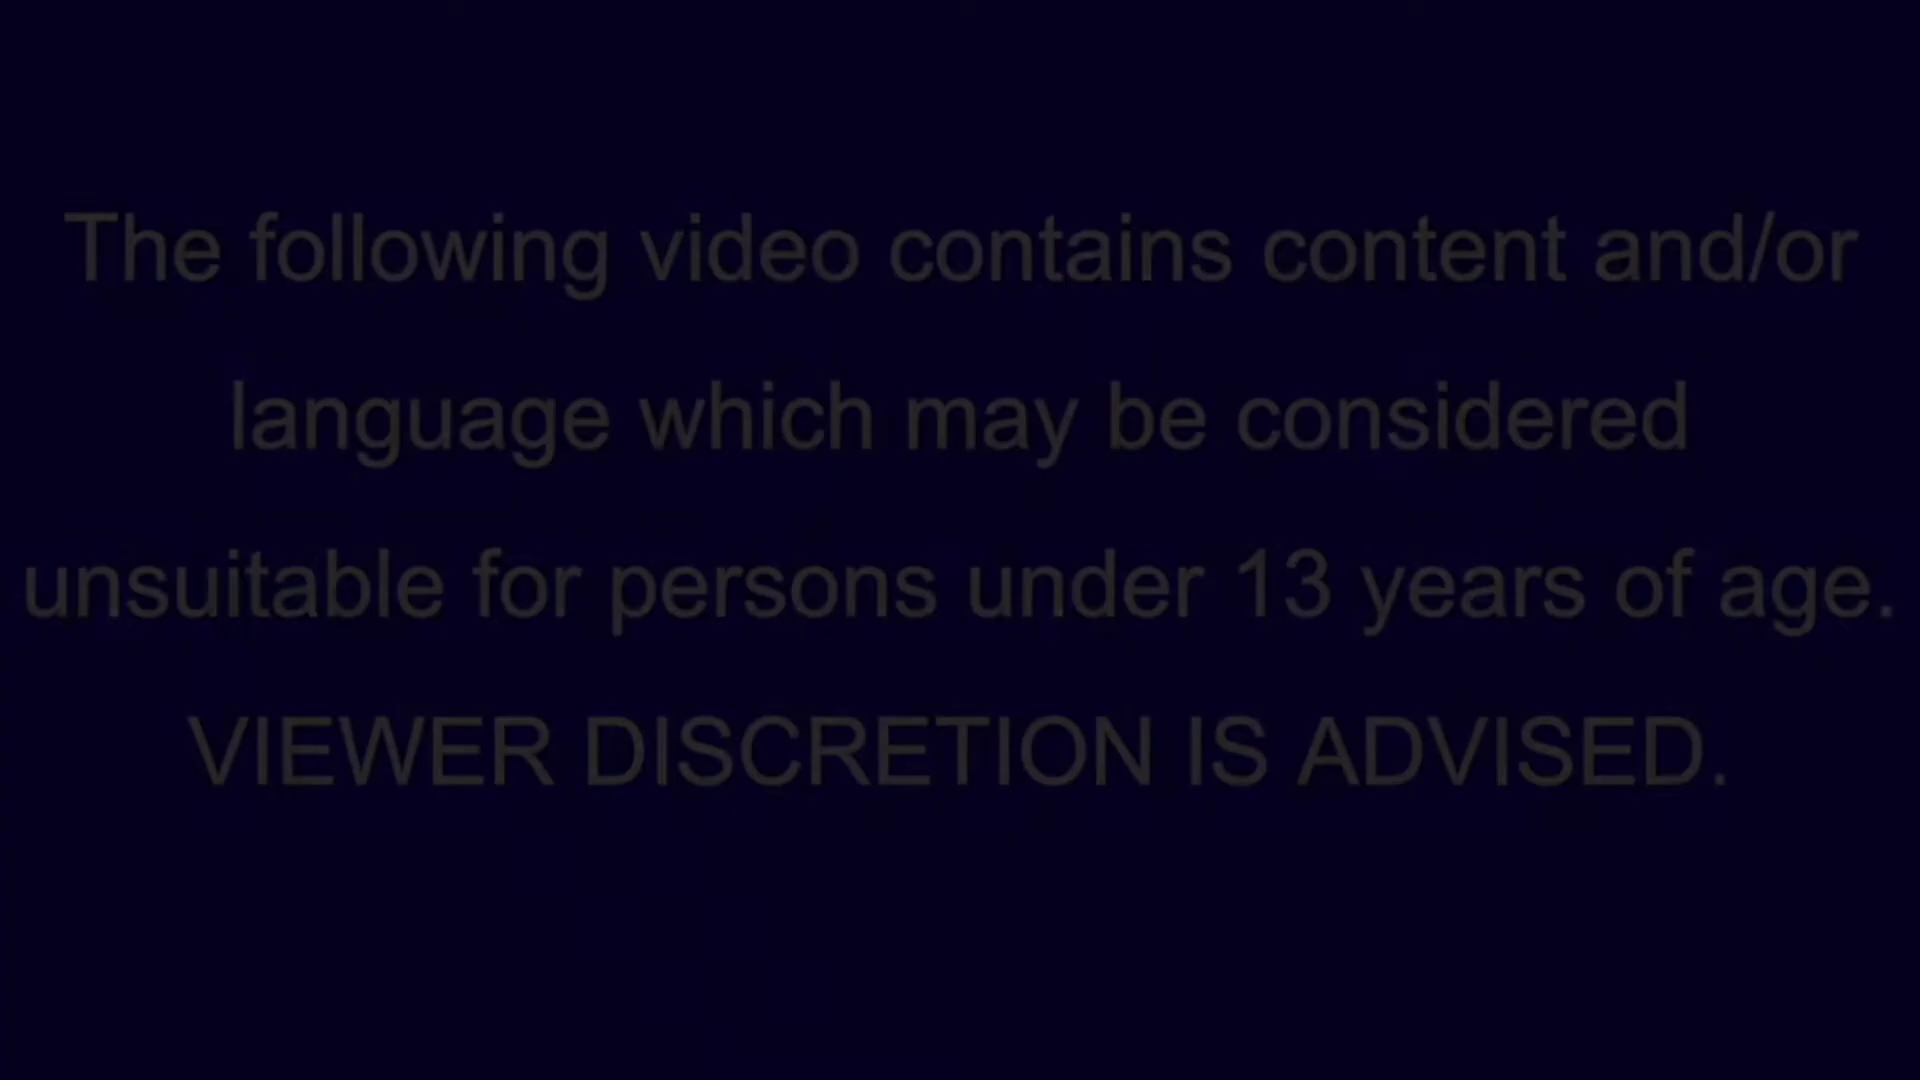 The following video contains content and/or
language which may be considered
unsuitable for persons under 13 years of age.
VIEWER DISCRETION IS ADVISED.